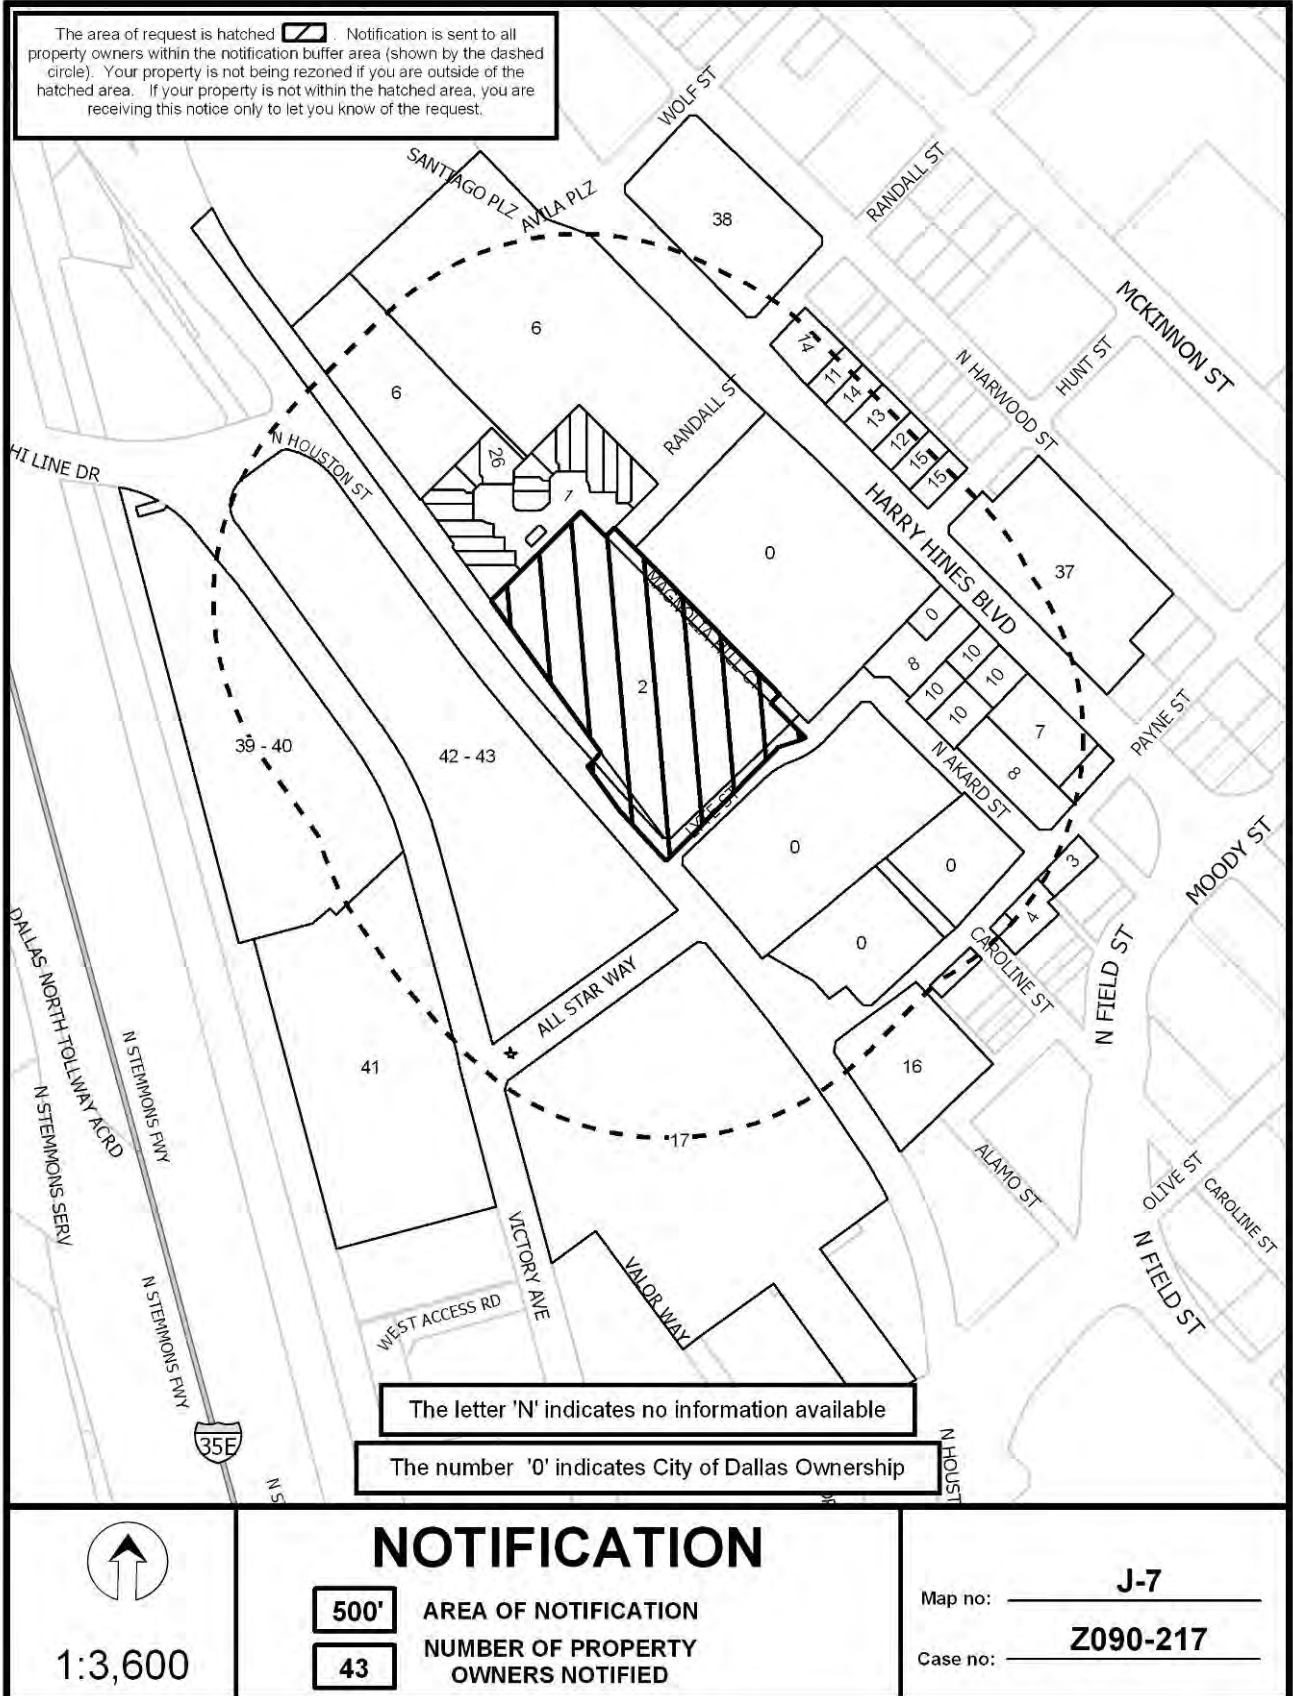 The area of request is hatched . Notification is sent to all
property owners within the notification buffer area (shown by the dashed
circle). Your property is not being rezoned if you are outside of the
hatched area. If your property is not within the hatched area, you are
receiving this notice only to let you know of the request.
WOLF ST
SANTIAGO PLZ
AVILA PLZ
RANDALL ST
38
MCKINNON ST
6
14
11
14
13
12
15
15
N HARWOOD ST
HUNT ST
6
RANDALL ST
HI LINE DR
N HOUSTON ST
26
1
HARRY HINES BLVD
0
37
MAGNOLIA HILL CT
0
8
10
10
10
10
2
7
8
PAYNE ST
39 - 40
42 - 43
N AKARD ST
LYTE ST
0
0
3
MOODY ST
4
0
CAROLINE ST
N FIELD ST
DALLAS NORTH TOLLWAY ACRD
ALL STAR WAY
N STEMMONS FWY
41
16
N STEMMONS SERV
17
ALAMO ST
OLIVE ST
CAROLINE ST
VICTORY AVE
VALOR WAY
N FIELD ST
N STEMMONS FWY
WEST ACCESS RD
The letter 'N' indicates no information available
35E
The number '0' indicates City of Dallas Ownership
N HOUST
N S
NOTIFICATION
500' AREA OF NOTIFICATION
43 NUMBER OF PROPERTY
OWNERS NOTIFIED
1:3,600
Map no: J-7
Case no: Z090-217